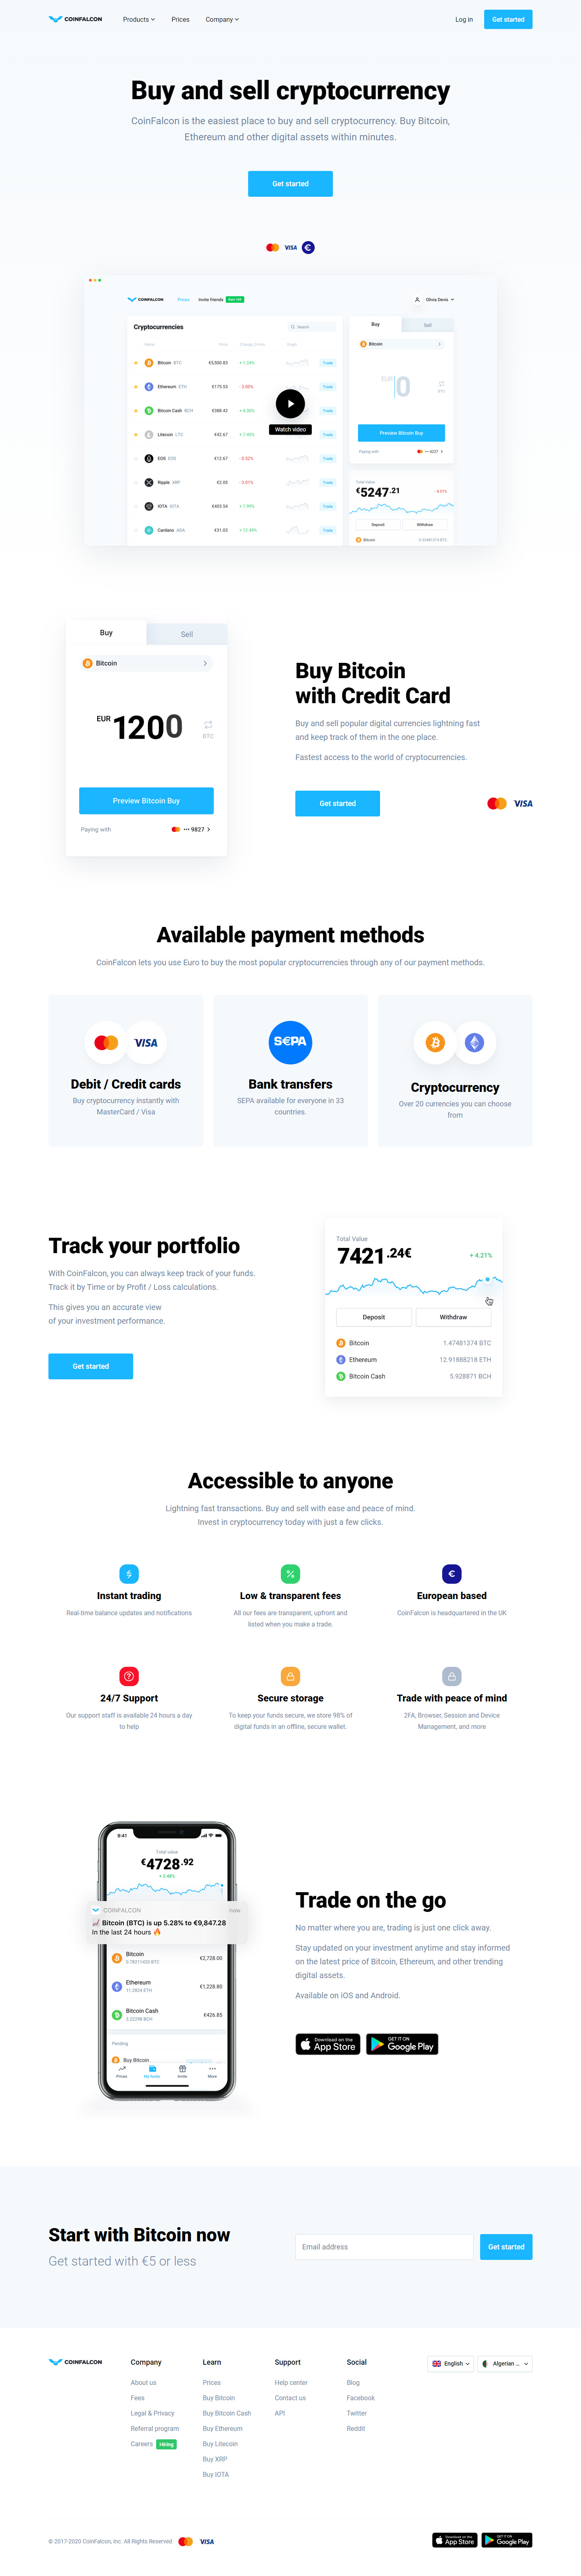 COINFALCON
Products
Prices
Company
Log in
Get started
Buy and sell cryptocurrency
CoinFalcon is the easiest place to buy and sell cryptocurrency. Buy Bitcoin,
Ethereum and other digital assets within minutes.
Get started
VISA
COINFALCON
Prices
Invite friends
Olivia Denis
Cryptocurrencies
Search
Name
Price
Graph
Bitcoin BTC €5,500.83 + 1.24% Trade
Ethereum ETH €175.53 - 3.00% Trade
Bitcoin Cash BCH €388.42 + 4.30% Trade
Litecoin LTC €42.67 + 7.40% Trade
EOS EOS €12.67 - 0.32% Trade
Ripple XRP €2.03 - 3.01% Trade
IOTA IOTA €403.54 + 7.99% Trade
Cardano ADA €31.03 + 12.49% Trade
Watch video
Buy
Sell
Bitcoin
EUR 0
BTC
Preview Bitcoin Buy
Paying with
•••• 4237
Total Value
€5247.21
- 4.01%
Deposit
Withdraw
Bitcoin
Buy
Sell
Bitcoin
EUR 1200
BTC
Preview Bitcoin Buy
Paying with
••• 9827
Buy Bitcoin
with Credit Card
Buy and sell popular digital currencies lightning fast
and keep track of them in the one place.
Fastest access to the world of cryptocurrencies.
Get started
VISA
Available payment methods
CoinFalcon lets you use Euro to buy the most popular cryptocurrencies through any of our payment methods.
VISA
Debit / Credit cards
Buy cryptocurrency instantly with
MasterCard / Visa
S€PA
Bank transfers
SEPA available for everyone in 33
countries.
Cryptocurrency
Over 20 currencies you can choose
from
Track your portfolio
With CoinFalcon, you can always keep track of your funds.
Track it by Time or by Profit / Loss calculations.
This gives you an accurate view
of your investment performance.
Get started
Total Value
7421.24€
+ 4.21%
Deposit
Withdraw
Bitcoin 1.47481374 BTC
Ethereum 12.91888218 ETH
Bitcoin Cash 5.928871 BCH
Accessible to anyone
Lightning fast transactions. Buy and sell with ease and peace of mind.
Invest in cryptocurrency today with just a few clicks.
Instant trading
Real-time balance updates and notifications
Low & transparent fees
All our fees are transparent, upfront and
listed when you make a trade.
European based
CoinFalcon is headquartered in the UK
24/7 Support
Our support staff is available 24 hours a day
to help
Secure storage
To keep your funds secure, we store 98% of
digital funds in an offline, secure wallet.
Trade with peace of mind
2FA, Browser, Session and Device
Management, and more
9:41
Total value
€4728.92
COINFALCON
now
Bitcoin (BTC) is up 5.28% to €9,847.28
In the last 24 hours
Bitcoin
€2,728.00
Ethereum
€1,228.80
Bitcoin Cash
€426.85
Pending
Buy Bitcoin
Prices
Invite
More
Trade on the go
No matter where you are, trading is just one click away.
Stay updated on your investment anytime and stay informed
on the latest price of Bitcoin, Ethereum, and other trending
digital assets.
Available on iOS and Android.
Download on the
App Store
GET IT ON
Google Play
Start with Bitcoin now
Get started with €5 or less
Email address
Get started
COINFALCON
Company
About us
Fees
Legal & Privacy
Referral program
Careers
Hiring
Learn
Prices
Buy Bitcoin
Buy Bitcoin Cash
Buy Ethereum
Buy Litecoin
Buy XRP
Buy IOTA
Support
Help center
Contact us
API
Social
Blog
Facebook
Twitter
Reddit
English
Algerian ...
© 2017-2020 CoinFalcon, Inc. All Rights Reserved
VISA
Download on the
App Store
GET IT ON
Google Play